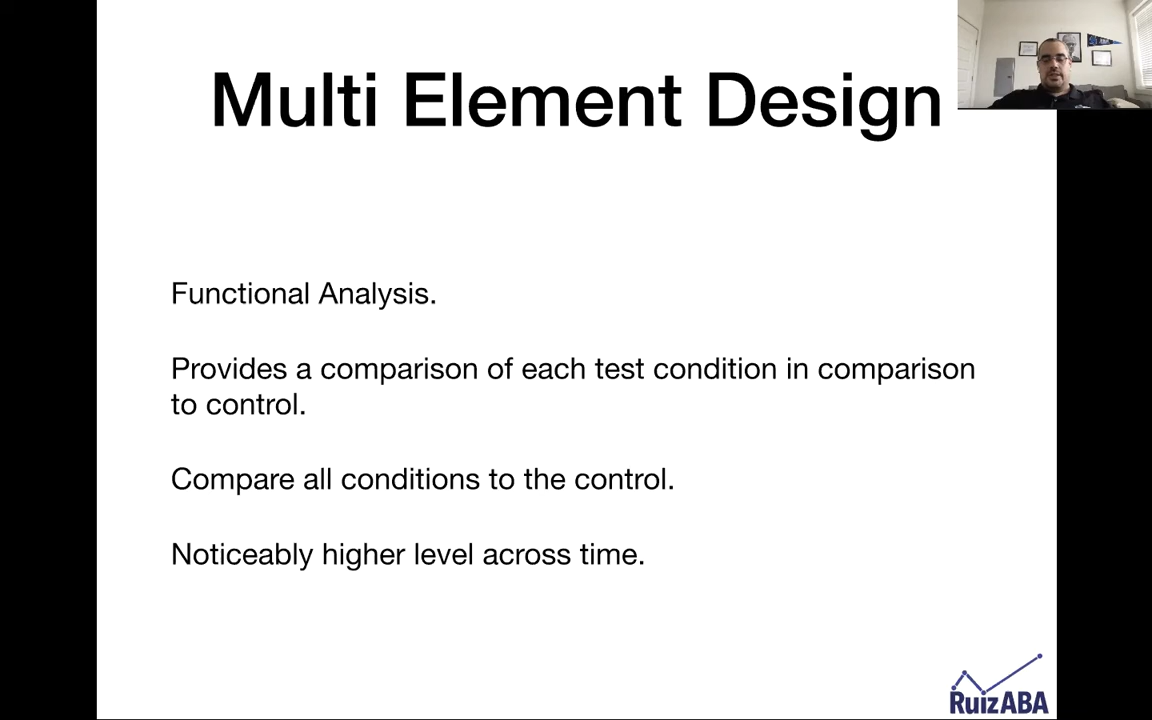 Multi Element Design
Functional Analysis.
Provides a comparison of each test condition in comparison
to control.
Compare all conditions to the control.
Noticeably higher level across time.
RuizABA